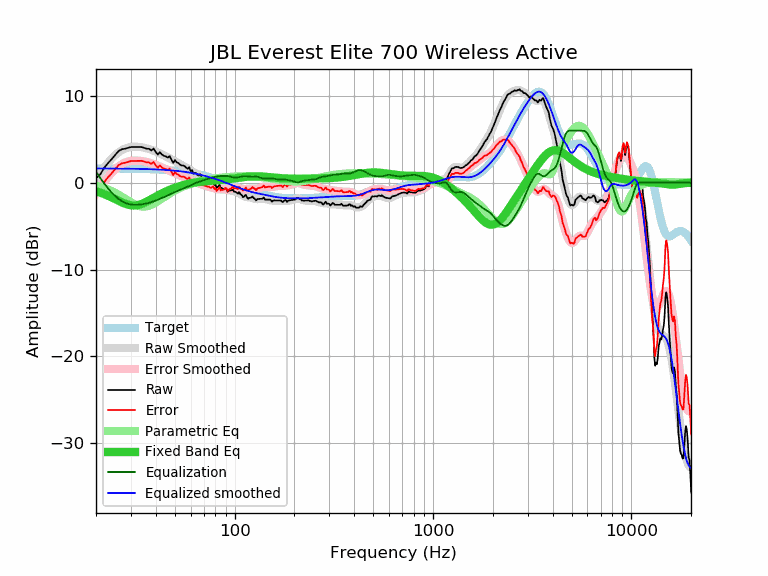 JBL Everest Elite 700 Wireless Active
Amplitude (dBr)
10
0
−10
−20
−30
Target
Raw Smoothed
Error Smoothed
Raw
Error
Parametric Eq
Fixed Band Eq
Equalization
Equalized smoothed
100
1000
10000
Frequency (Hz)